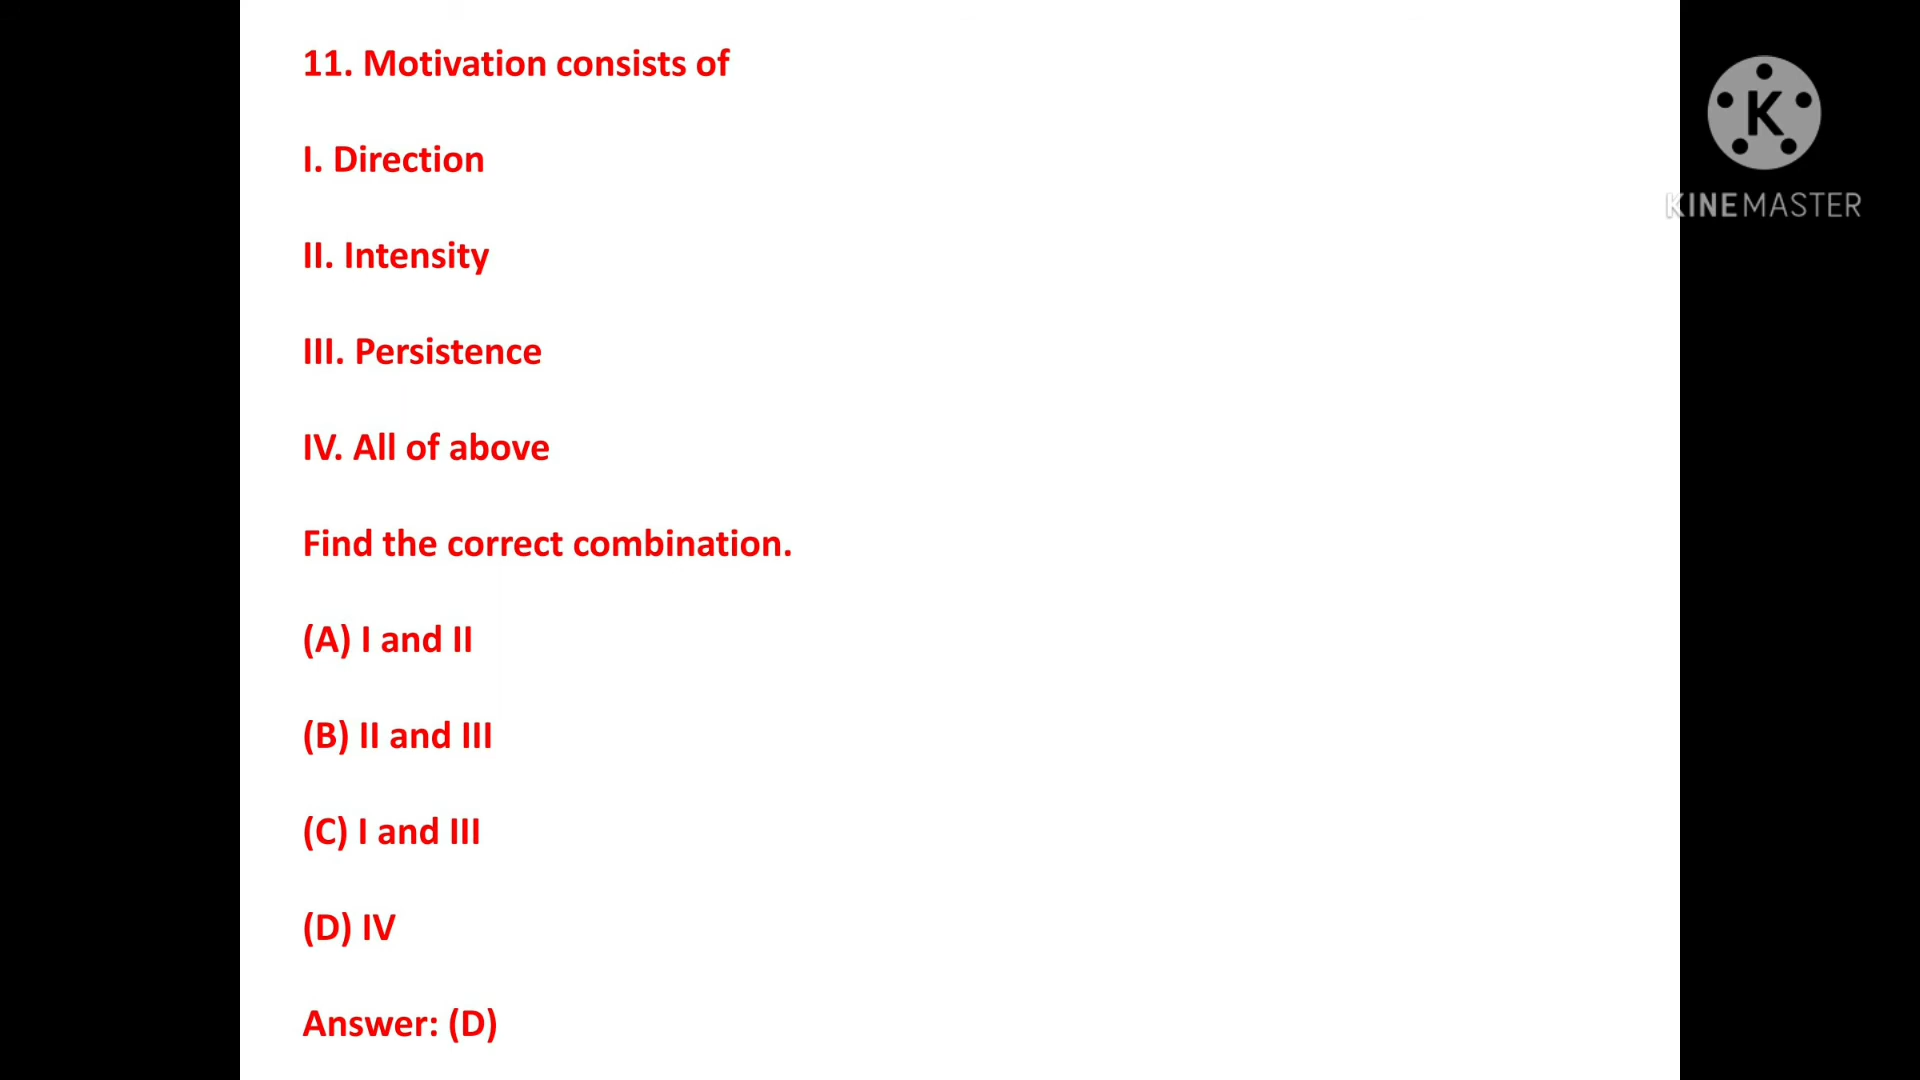 11. Motivation consists of
I. Direction
II. Intensity
III. Persistence
IV. All of above
Find the correct combination.
(A) I and II
(B) II and III
(C) I and III
(D) IV
Answer: (D)
K
KINEMASTER